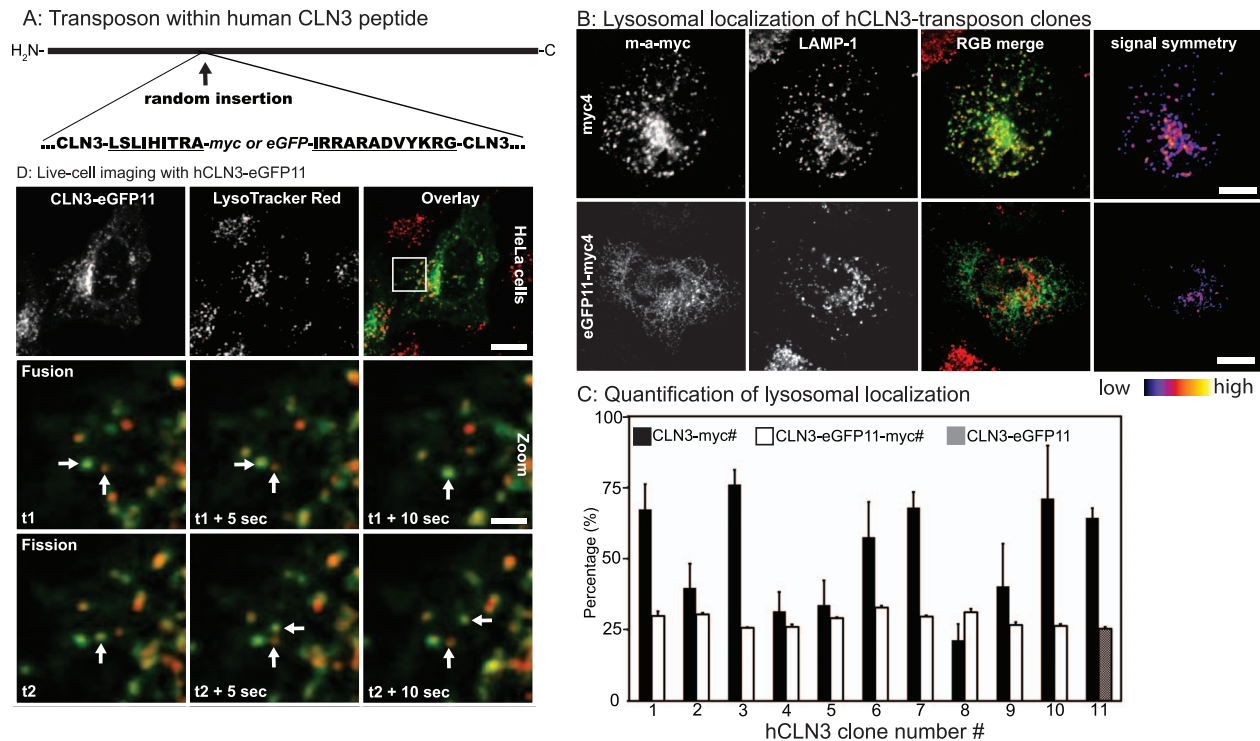 A: Transposon within human CLN3 peptide
H2N-
-C
random insertion
...CLN3-LSLIHITRA-myc or eGFP-IRRARADVYKRG-CLN3...
B: Lysosomal localization of hCLN3-transposon clones
m-a-myc
LAMP-1
RGB merge
signal symmetry
myc4
eGFP11-myc4
low
high
C: Quantification of lysosomal localization
100
75
50
25
0
Percentage (%)
CLN3-myc#
CLN3-eGFP11-myc#
CLN3-eGFP11
1 2 3 4 5 6 7 8 9 10 11
hCLN3 clone number #
D: Live-cell imaging with hCLN3-eGFP11
CLN3-eGFP11
LysoTracker Red
Overlay
HeLa cells
Fusion
Zoom
t1
t1 + 5 sec
t1 + 10 sec
Fission
t2
t2 + 5 sec
t2 + 10 sec